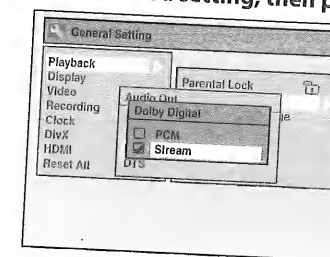 setting, then p
General Setting
Playback
Display
Video
Recording
Clock
DivX
HDMI
Reset All
Parental Lock
Audio Out
Dolby Digital
PCM
Stream
DTS